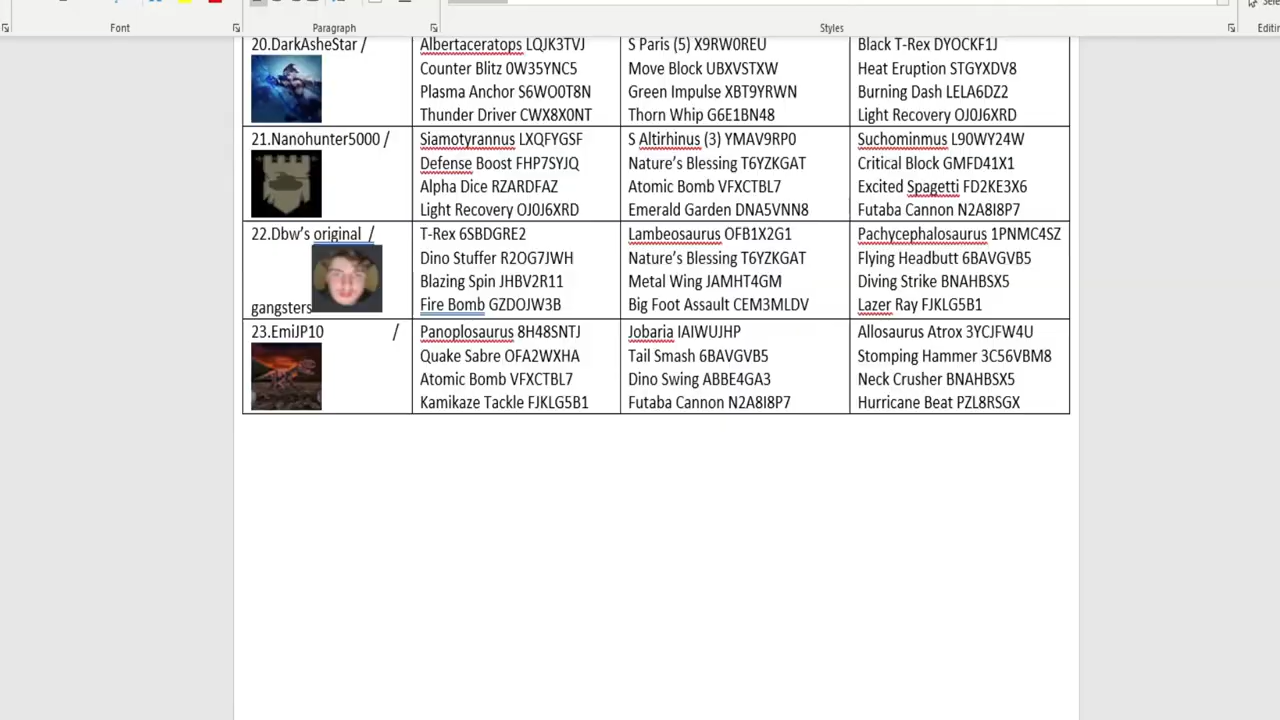 Font
Paragraph
Styles
20.DarkAsheStar /
Albertaceratops LQJK3TVJ
Counter Blitz 0W35YNC5
Plasma Anchor S6WO0T8N
Thunder Driver CWX8X0NT
S Paris (5) X9RW0REU
Move Block UBXVSTXW
Green Impulse XBT9YRWN
Thorn Whip G6E1BN48
Black T-Rex DYOCKF1J
Heat Eruption STGYXDV8
Burning Dash LELA6DZ2
Light Recovery OJ0J6XRD
21.Nanohunter5000 /
Siamotyrannus LXQFYGSF
Defense Boost FHP7SYJQ
Alpha Dice RZARDFAZ
Light Recovery OJ0J6XRD
S Altirhinus (3) YMAV9RP0
Nature’s Blessing T6YZKGAT
Atomic Bomb VFXCTBL7
Emerald Garden DNA5VNN8
Suchominmus L90WY24W
Critical Block GMFD41X1
Excited Spagetti FD2KE3X6
Futaba Cannon N2A8I8P7
22.Dbw’s original /
gangsters
T-Rex 6SBDGRE2
Dino Stuffer R2OG7JWH
Blazing Spin JHBV2R11
Fire Bomb GZDOJW3B
Lambeosaurus OFB1X2G1
Nature’s Blessing T6YZKGAT
Metal Wing JAMHT4GM
Big Foot Assault CEM3MLDV
Pachycephalosaurus 1PNMC4SZ
Flying Headbutt 6BAVGVB5
Diving Strike BNAHBSX5
Lazer Ray FJKLG5B1
23.EmiJP10 /
Panoplosaurus 8H48SNTJ
Quake Sabre OFA2WXHA
Atomic Bomb VFXCTBL7
Kamikaze Tackle FJKLG5B1
Jobaria IAIWUJHP
Tail Smash 6BAVGVB5
Dino Swing ABBE4GA3
Futaba Cannon N2A8I8P7
Allosaurus Atrox 3YCJFW4U
Stomping Hammer 3C56VBM8
Neck Crusher BNAHBSX5
Hurricane Beat PZL8RSGX